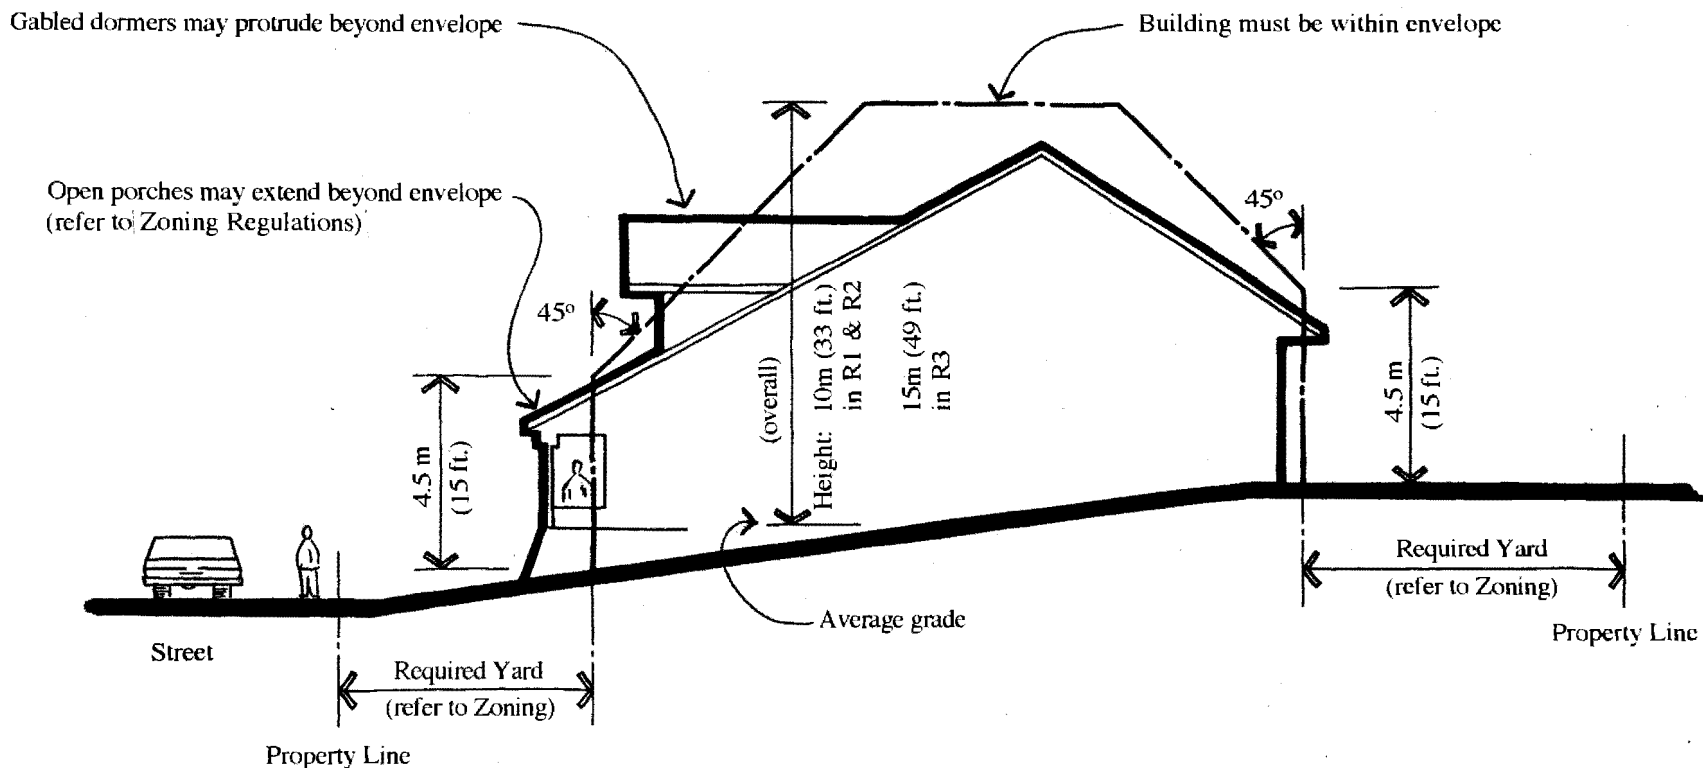 Gabled dormers may protrude beyond envelope
Building must be within envelope
Open porches may extend beyond envelope
(refer to Zoning Regulations)
45º
45º
(overall)
Height: 10m (33 ft.)
in R1 & R2
15m (49 ft.)
in R3
4.5 m
(15 ft.)
4.5 m
(15 ft.)
Required Yard
(refer to Zoning)
Average grade
Property Line
Street
Required Yard
(refer to Zoning)
Property Line